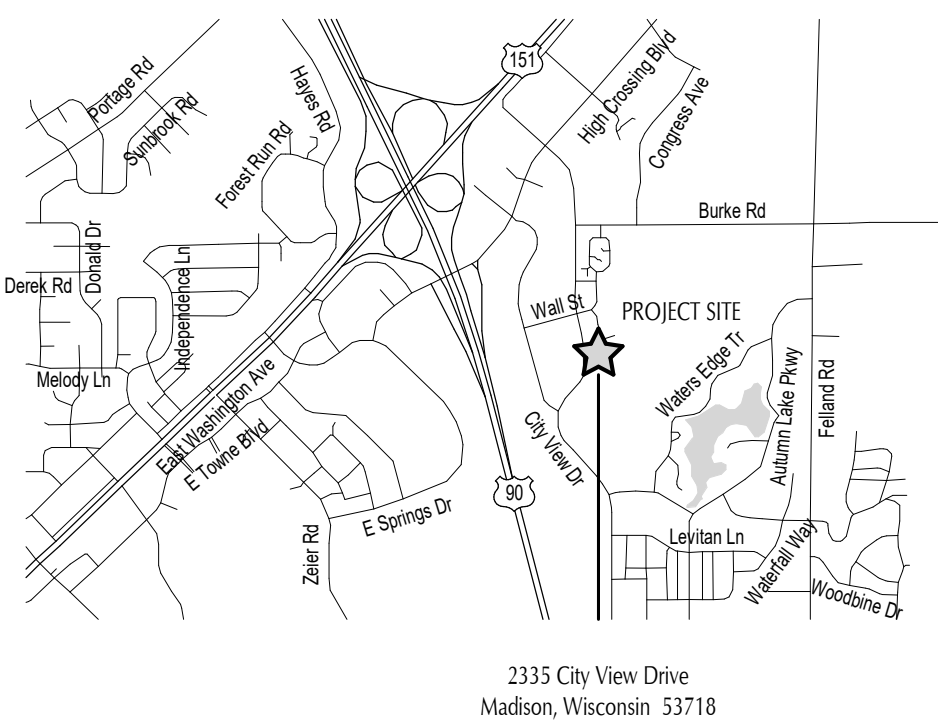 151
Portage Rd
Sunbrook Rd
Hayes Rd
Forest Run Rd
High Crossing Blvd
Congress Ave
Burke Rd
Donald Dr
Derek Rd
Independence Ln
Wall St
PROJECT SITE
Melody Ln
Waters Edge Tr
Autumn Lake Pkwy
Felland Rd
East Washington Ave
E Towne Blvd
City View Dr
90
E Springs Dr
Zeier Rd
Levitan Ln
Waterfall Way
Woodbine Dr
2335 City View Drive
Madison, Wisconsin 53718